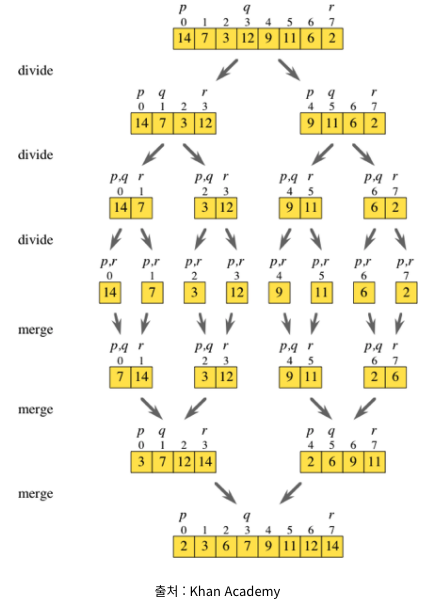 p q r
0 1 2 3 4 5 6 7
14 7 3 12 9 11 6 2
divide
p q r p q r
0 1 2 3 4 5 6 7
14 7 3 12 9 11 6 2
divide
p,q r p,q r p,q r p,q r
0 1 2 3 4 5 6 7
14 7 3 12 9 11 6 2
divide
p,r p,r p,r p,r p,r p,r p,r p,r
0 1 2 3 4 5 6 7
14 7 3 12 9 11 6 2
merge
p,q r p,q r p,q r p,q r
0 1 2 3 4 5 6 7
7 14 3 12 9 11 2 6
merge
p q r p q r
0 1 2 3 4 5 6 7
3 7 12 14 2 6 9 11
merge
p q r
0 1 2 3 4 5 6 7
2 3 6 7 9 11 12 14
출처 : Khan Academy